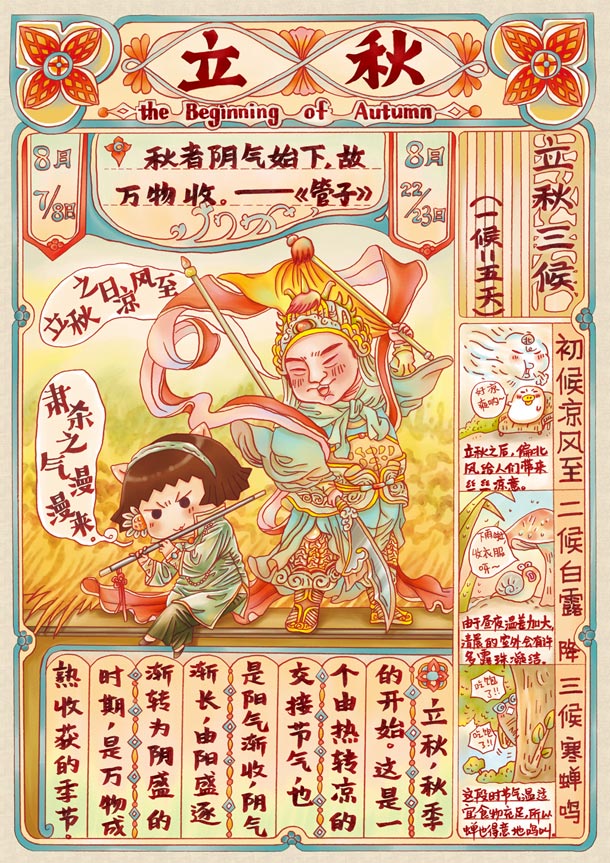 立秋
the Beginning of Autumn
8月
7/8日
秋者阴气始下,故
万物收。——《管子》
8月
22/23日
立秋三候
(一候=五天)
立秋
之日凉风至
肃杀之
气漫
漫来。
初候凉风至
好凉
爽呐~
立秋之后,偏北
风给人们带来
丝丝凉意。
二候白露降
下雨啦
收衣服
呀~
由于昼夜温差加大
清晨的室外会有许
多露珠凝结。
三候寒蝉鸣
吃饱
了!!
吃饱
了!!
这段时节气温适
宜食物充足,所以
蝉也得意地鸣叫。
立秋,秋季
的开始。这是一
个由热转凉的
交接节气,也
是阳气渐收,阴气
渐长,由阳盛逐
渐转为阴盛的
时期,是万物成
熟收获的季节。